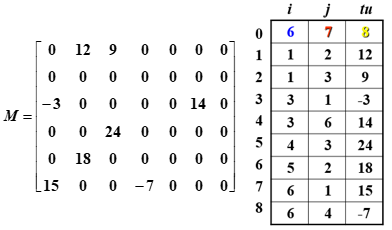 i j tu
0 6 7 8
1 1 2 12
2 1 3 9
3 3 1 -3
4 3 6 14
5 4 3 24
6 5 2 18
7 6 1 15
8 6 4 -7
M =
0 12 9 0 0 0 0
0 0 0 0 0 0 0
−3 0 0 0 0 14 0
0 0 24 0 0 0 0
0 18 0 0 0 0 0
15 0 0 −7 0 0 0